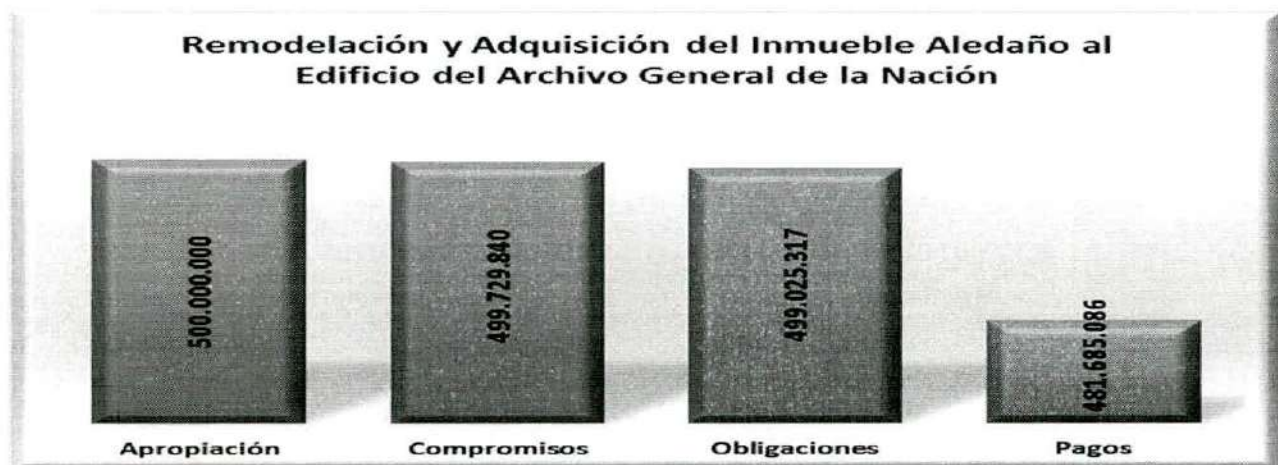 Remodelación y Adquisición del Inmueble Aledaño al
Edificio del Archivo General de la Nación
500.000.000
499.729.840
499.025.317
481.685.086
Apropiación
Compromisos
Obligaciones
Pagos